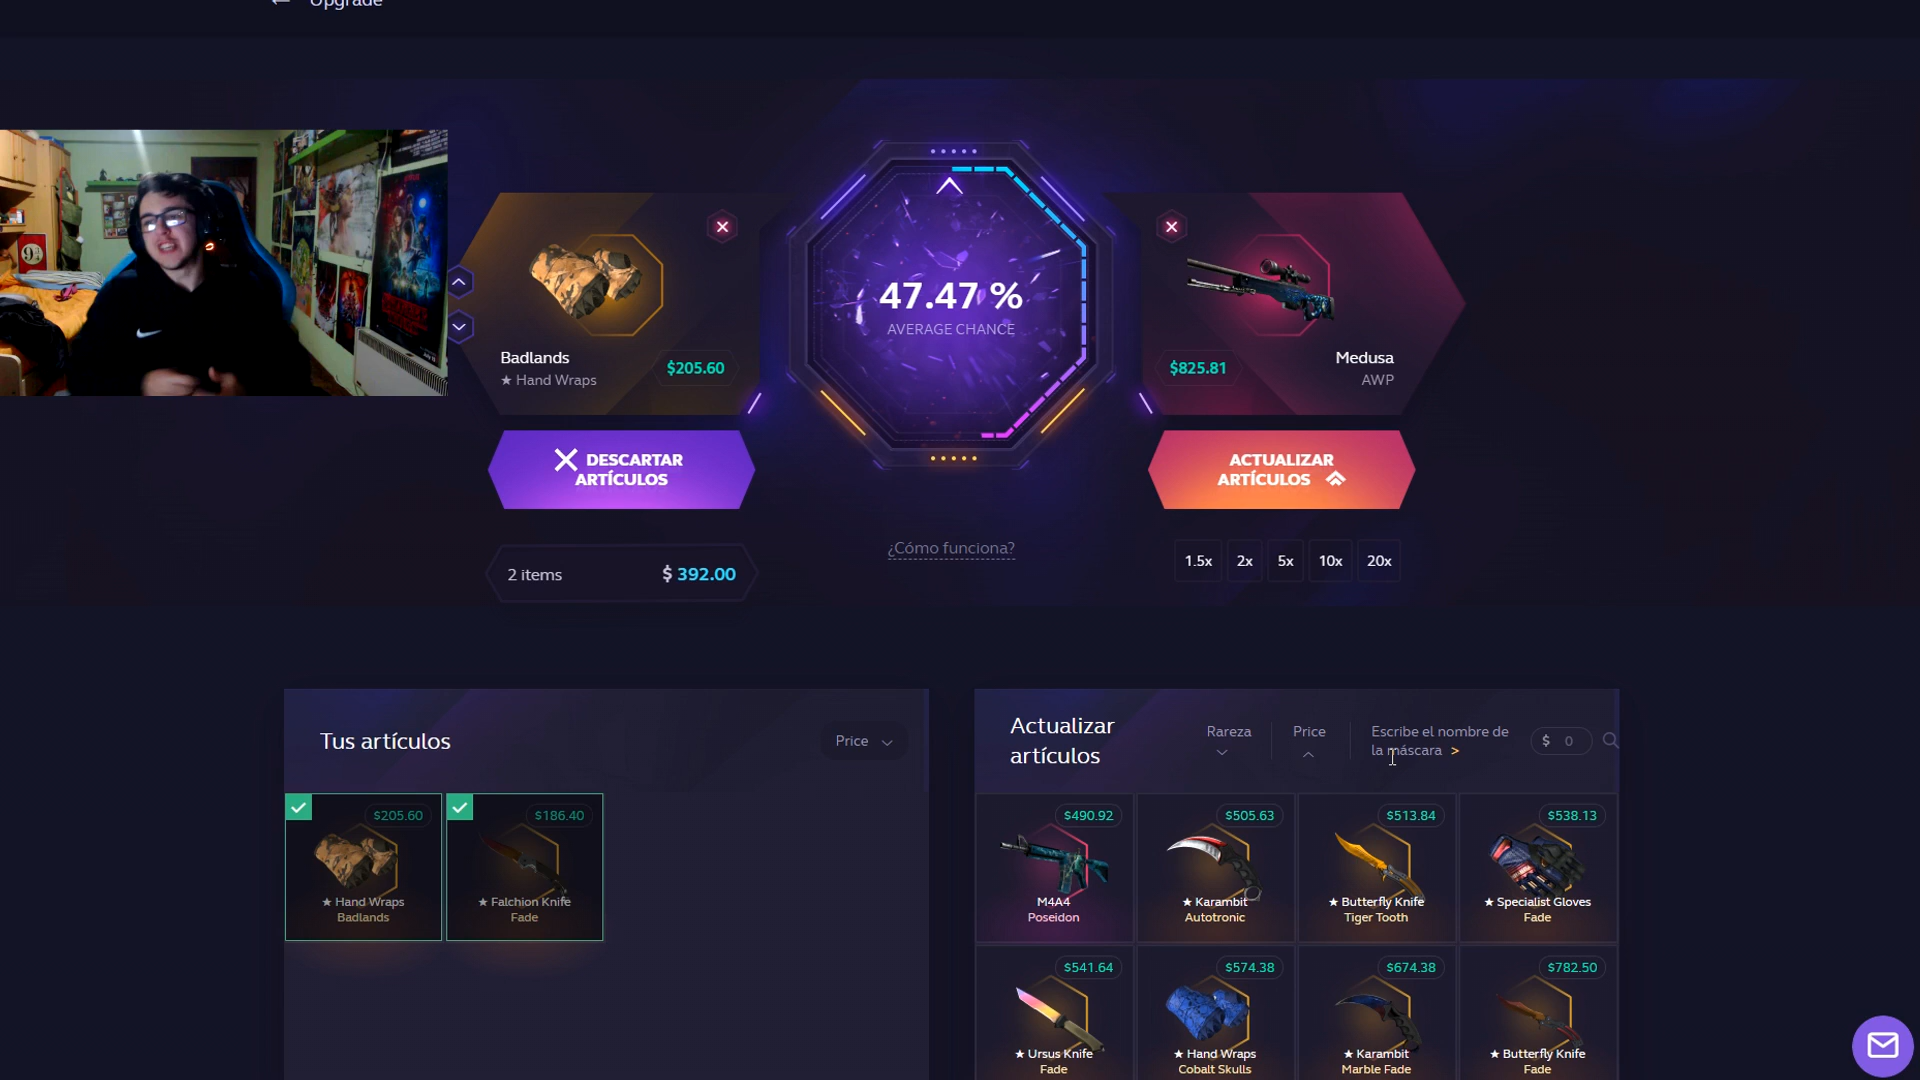 Upgrade
Badlands
★ Hand Wraps
$205.60
47.47 %
AVERAGE CHANCE
$825.81
Medusa
AWP
DESCARTAR
ARTÍCULOS
ACTUALIZAR
ARTÍCULOS
¿Cómo funciona?
2 items
$ 392.00
1.5x
2x
5x
10x
20x
Tus artículos
Price
Actualizar
artículos
Rareza
Price
Escribe el nombre de
la máscara >
$ 0
$205.60
★ Hand Wraps
Badlands
$186.40
★ Falchion Knife
Fade
$490.92
M4A4
Poseidon
$505.63
★ Karambit
Autotronic
$513.84
★ Butterfly Knife
Tiger Tooth
$538.13
★ Specialist Gloves
Fade
$541.64
★ Ursus Knife
Fade
$574.38
★ Hand Wraps
Cobalt Skulls
$674.38
★ Karambit
Marble Fade
$782.50
★ Butterfly Knife
Fade